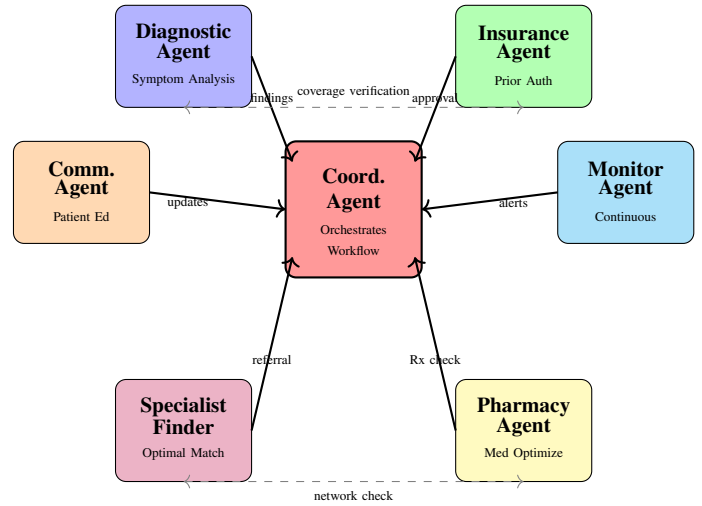 Diagnostic
Agent
Symptom Analysis
Insurance
Agent
Prior Auth
findings
coverage verification
approval
Comm.
Agent
Patient Ed
Coord.
Agent
Orchestrates
Workflow
Monitor
Agent
Continuous
updates
alerts
referral
Rx check
Specialist
Finder
Optimal Match
Pharmacy
Agent
Med Optimize
network check